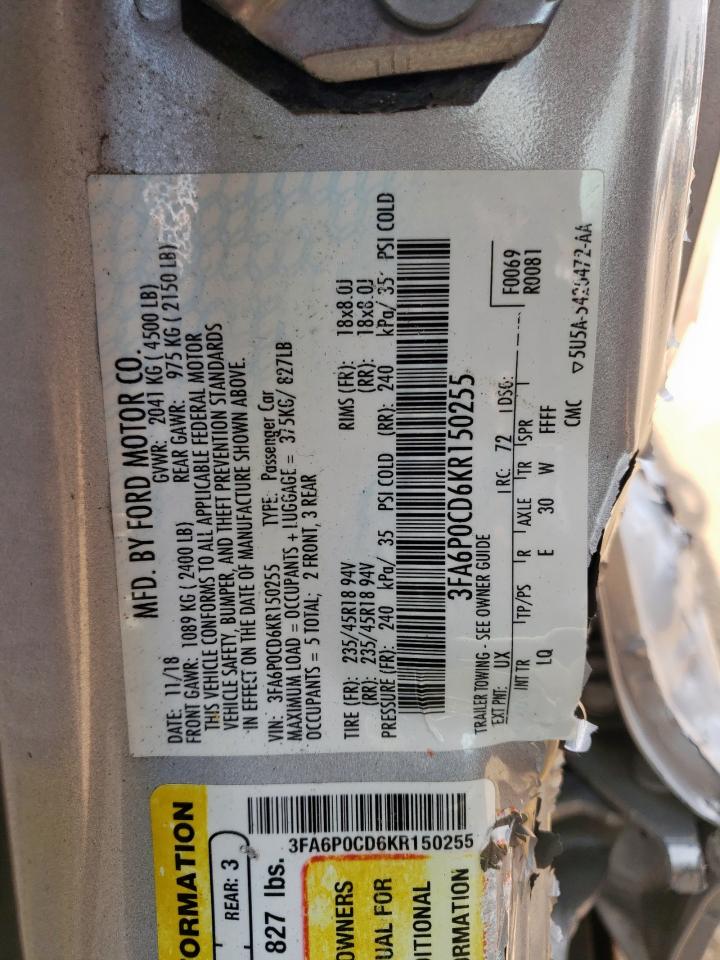 MFD. BY FORD MOTOR CO.
DATE: 11/18 GVWR: 2041 KG ( 4500 LB)
FRONT GAWR: 1089 KG ( 2400 LB) REAR GAWR: 975 KG ( 2150 LB)
THIS VEHICLE CONFORMS TO ALL APPLICABLE FEDERAL MOTOR
VEHICLE SAFETY, BUMPER, AND THEFT PREVENTION STANDARDS
IN EFFECT ON THE DATE OF MANUFACTURE SHOWN ABOVE.
VIN: 3FA6P0CD6KR150255 TYPE: Passenger Car
MAXIMUM LOAD = OCCUPANTS + LUGGAGE = 375KG/ 827LB
OCCUPANTS = 5 TOTAL; 2 FRONT, 3 REAR
TIRE (FR): 235/45R18 94V RIMS (FR): 18x8.0J
(RR): 235/45R18 94V (RR): 18x8.0J
PRESSURE (FR): 240 kPa/ 35 PSI COLD (RR): 240 kPa/ 35 PSI COLD
3FA6P0CD6KR150255
TRAILER TOWING - SEE OWNER GUIDE
F0069
R0081
EXT PNT: UX RC: 72 DSO:
INT TR TP/PS R AXLE TR SPR
LQ E 30 W FFFF
CMC ▽5U5A-5420472-AA
ORMATION
REAR: 3
827 lbs.
3FA6P0CD6KR150255
OWNERS
UAL FOR
DITIONAL
ORMATION